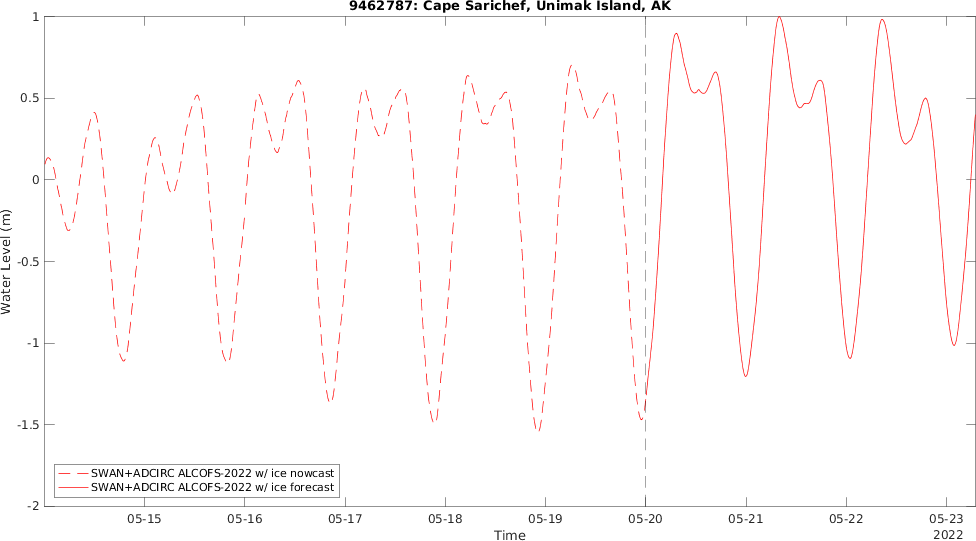 9462787: Cape Sarichef, Unimak Island, AK
1
0.5
0
-0.5
-1
-1.5
-2
Water Level (m)
SWAN+ADCIRC ALCOFS-2022 w/ ice nowcast
SWAN+ADCIRC ALCOFS-2022 w/ ice forecast
05-15 05-16 05-17 05-18 05-19 05-20 05-21 05-22 05-23
Time
2022